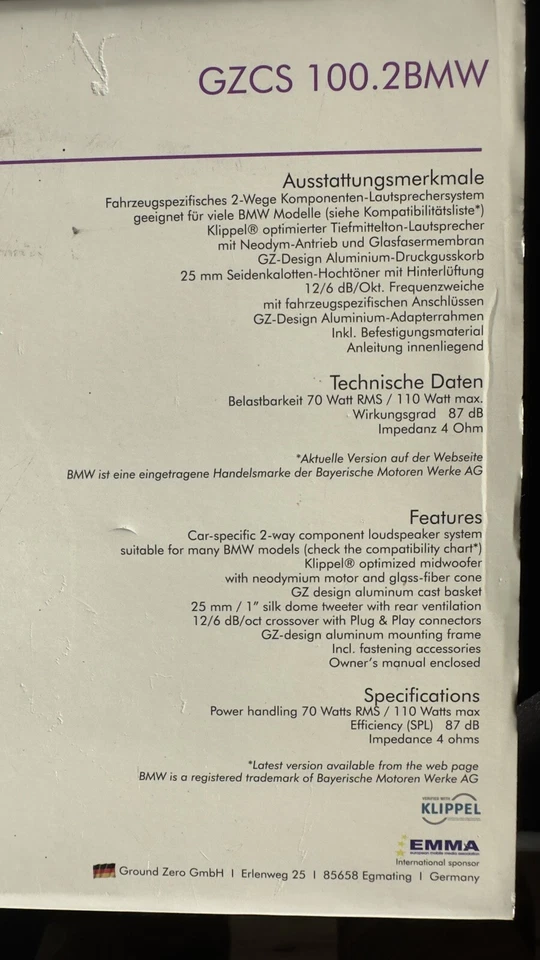 GZCS 100.2BMW
Ausstattungsmerkmale
Fahrzeugspezifisches 2-Wege Komponenten-Lautsprechersystem
geeignet für viele BMW Modelle (siehe Kompatibilitätsliste*)
Klippel® optimierter Tiefmittelton-Lautsprecher
mit Neodym-Antrieb und Glasfasermembran
GZ-Design Aluminium-Druckgusskorb
25 mm Seidenkalotten-Hochtöner mit Hinterlüftung
12/6 dB/Okt. Frequenzweiche
mit fahrzeugspezifischen Anschlüssen
GZ-Design Aluminium-Adapterrahmen
Inkl. Befestigungsmaterial
Anleitung innenliegend
Technische Daten
Belastbarkeit 70 Watt RMS / 110 Watt max.
Wirkungsgrad 87 dB
Impedanz 4 Ohm
*Aktuelle Version auf der Webseite
BMW ist eine eingetragene Handelsmarke der Bayerische Motoren Werke AG
Features
Car-specific 2-way component loudspeaker system
suitable for many BMW models (check the compatibility chart*)
Klippel® optimized midwoofer
with neodymium motor and glass-fiber cone
GZ design aluminum cast basket
25 mm / 1” silk dome tweeter with rear ventilation
12/6 dB/oct crossover with Plug & Play connectors
GZ-design aluminum mounting frame
Incl. fastening accessories
Owner's manual enclosed
Specifications
Power handling 70 Watts RMS / 110 Watts max
Efficiency (SPL) 87 dB
Impedance 4 ohms
*Latest version available from the web page
BMW is a registered trademark of Bayerische Motoren Werke AG
VERIFIED WITH
KLIPPEL
EMMA
International sponsor
Ground Zero GmbH I Erlenweg 25 I 85658 Egmating I Germany